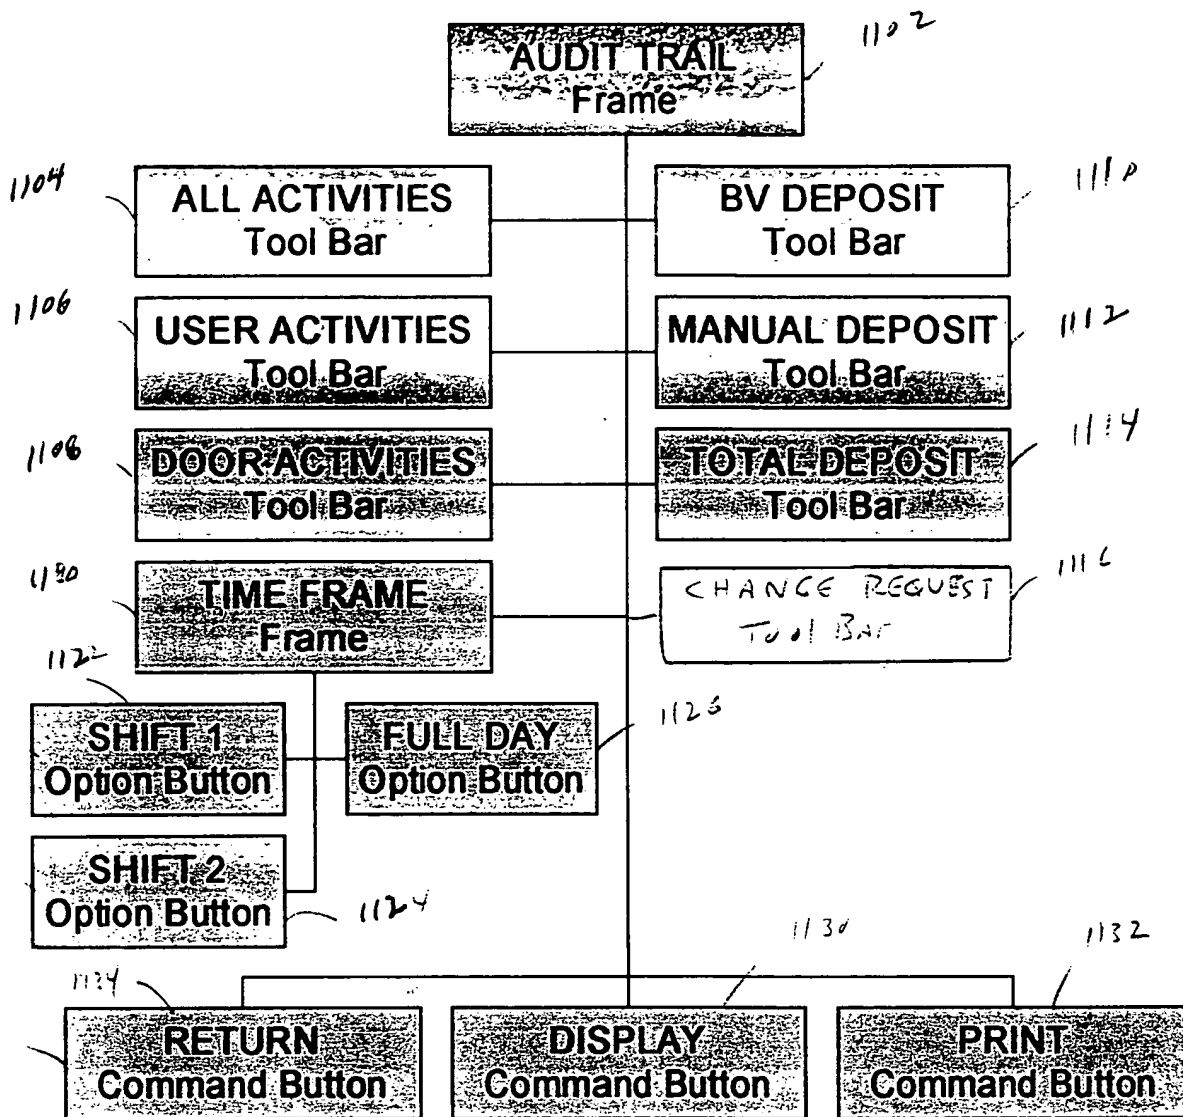 1102
AUDIT TRAIL
Frame
1104
ALL ACTIVITIES
Tool Bar
1110
BV DEPOSIT
Tool Bar
1106
USER ACTIVITIES
Tool Bar
1112
MANUAL DEPOSIT
Tool Bar
1108
DOOR ACTIVITIES
Tool Bar
1114
TOTAL DEPOSIT
Tool Bar
TIME FRAME
Frame
1116
CHANGE REQUEST
Tool Bar
1122
SHIFT 1
Option Button
1126
FULL DAY
Option Button
SHIFT 2
Option Button
1124
1134
RETURN
Command Button
1130
DISPLAY
Command Button
1132
PRINT
Command Button